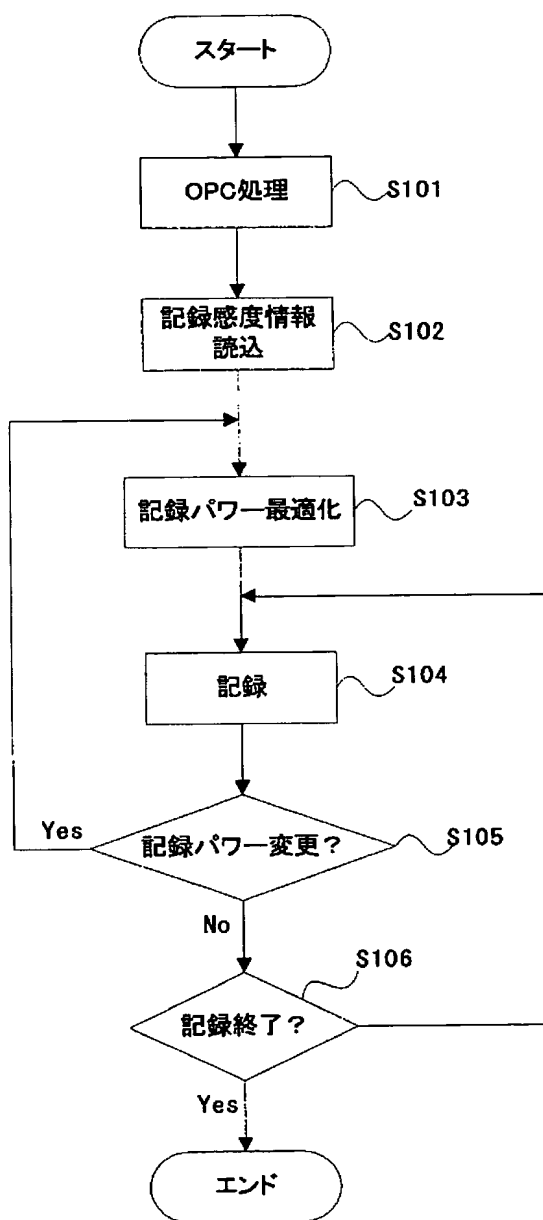 スタート
OPC処理
S101
記録感度情報
読込
S102
記録パワー最適化
S103
記録
S104
記録パワー変更？
S105
Yes
No
S106
記録終了？
Yes
エンド